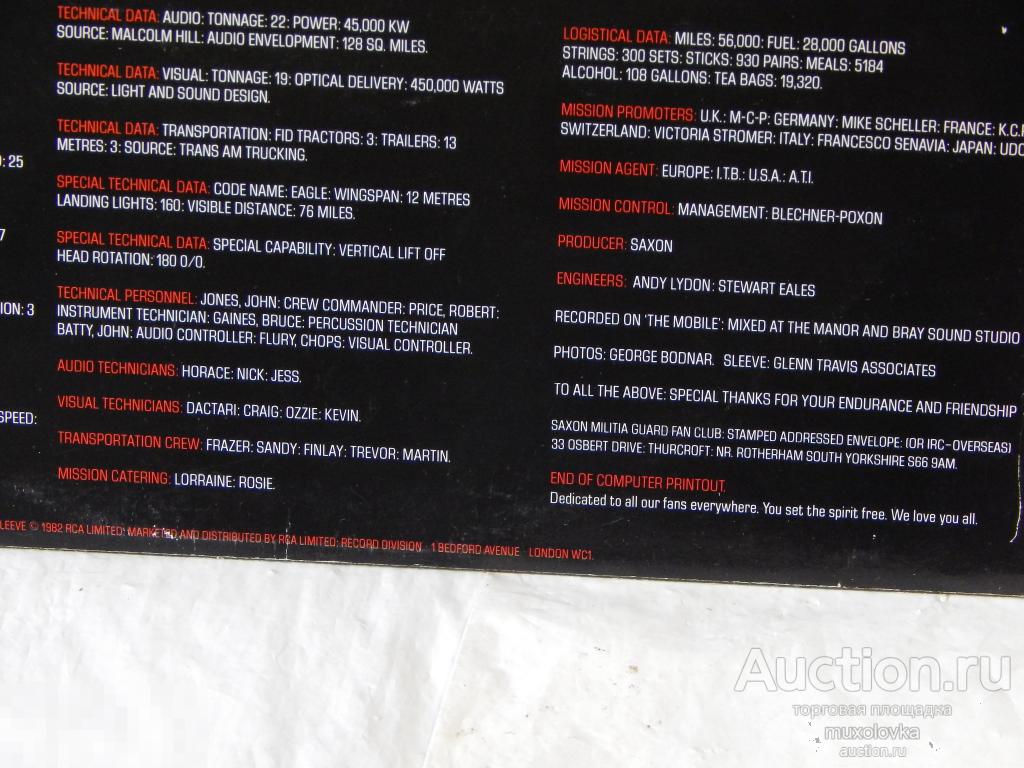 TECHNICAL DATA: AUDIO: TONNAGE: 22: POWER: 45,000 KW
SOURCE: MALCOLM HILL: AUDIO ENVELOPMENT: 128 SQ. MILES.
TECHNICAL DATA: VISUAL: TONNAGE: 19: OPTICAL DELIVERY: 450,000 WATTS
SOURCE: LIGHT AND SOUND DESIGN.
TECHNICAL DATA: TRANSPORTATION: FID TRACTORS: 3: TRAILERS: 13
METRES: 3: SOURCE: TRANS AM TRUCKING.
: 25
SPECIAL TECHNICAL DATA: CODE NAME: EAGLE: WINGSPAN: 12 METRES
LANDING LIGHTS: 160: VISIBLE DISTANCE: 76 MILES.
7
SPECIAL TECHNICAL DATA: SPECIAL CAPABILITY: VERTICAL LIFT OFF
HEAD ROTATION: 180 0/0.
ION: 3
TECHNICAL PERSONNEL: JONES, JOHN: CREW COMMANDER: PRICE, ROBERT:
INSTRUMENT TECHNICIAN: GAINES, BRUCE: PERCUSSION TECHNICIAN
BATTY, JOHN: AUDIO CONTROLLER: FLURY, CHOPS: VISUAL CONTROLLER.
AUDIO TECHNICIANS: HORACE: NICK: JESS.
VISUAL TECHNICIANS: DACTARI: CRAIG: OZZIE: KEVIN.
SPEED:
TRANSPORTATION CREW: FRAZER: SANDY: FINLAY: TREVOR: MARTIN.
MISSION CATERING: LORRAINE: ROSIE.
LOGISTICAL DATA: MILES: 56,000: FUEL: 28,000 GALLONS
STRINGS: 300 SETS: STICKS: 930 PAIRS: MEALS: 5184
ALCOHOL: 108 GALLONS: TEA BAGS: 19,320.
MISSION PROMOTERS: U.K.: M-C-P: GERMANY: MIKE SCHELLER: FRANCE: K.C.P
SWITZERLAND: VICTORIA STROMER: ITALY: FRANCESCO SENAVIA: JAPAN: UDO
MISSION AGENT: EUROPE: I.T.B.: U.S.A.: A.T.I.
MISSION CONTROL: MANAGEMENT: BLECHNER-POXON
PRODUCER: SAXON
ENGINEERS: ANDY LYDON: STEWART EALES
RECORDED ON 'THE MOBILE': MIXED AT THE MANOR AND BRAY SOUND STUDIO
PHOTOS: GEORGE BODNAR. SLEEVE: GLENN TRAVIS ASSOCIATES
TO ALL THE ABOVE: SPECIAL THANKS FOR YOUR ENDURANCE AND FRIENDSHIP
SAXON MILITIA GUARD FAN CLUB: STAMPED ADDRESSED ENVELOPE: (OR IRC-OVERSEAS)
33 OSBERT DRIVE: THURCROFT: NR. ROTHERHAM SOUTH YORKSHIRE S66 9AM.
END OF COMPUTER PRINTOUT.
Dedicated to all our fans everywhere. You set the spirit free. We love you all.
LEEVE © 1982 RCA LIMITED: MARKETED AND DISTRIBUTED BY RCA LIMITED: RECORD DIVISION 1 BEDFORD AVENUE LONDON WC1.
Auction.ru
торговая площадка
muxolovka
auction.ru